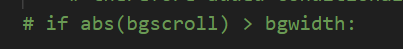 # if abs(bgscroll) > bgwidth: